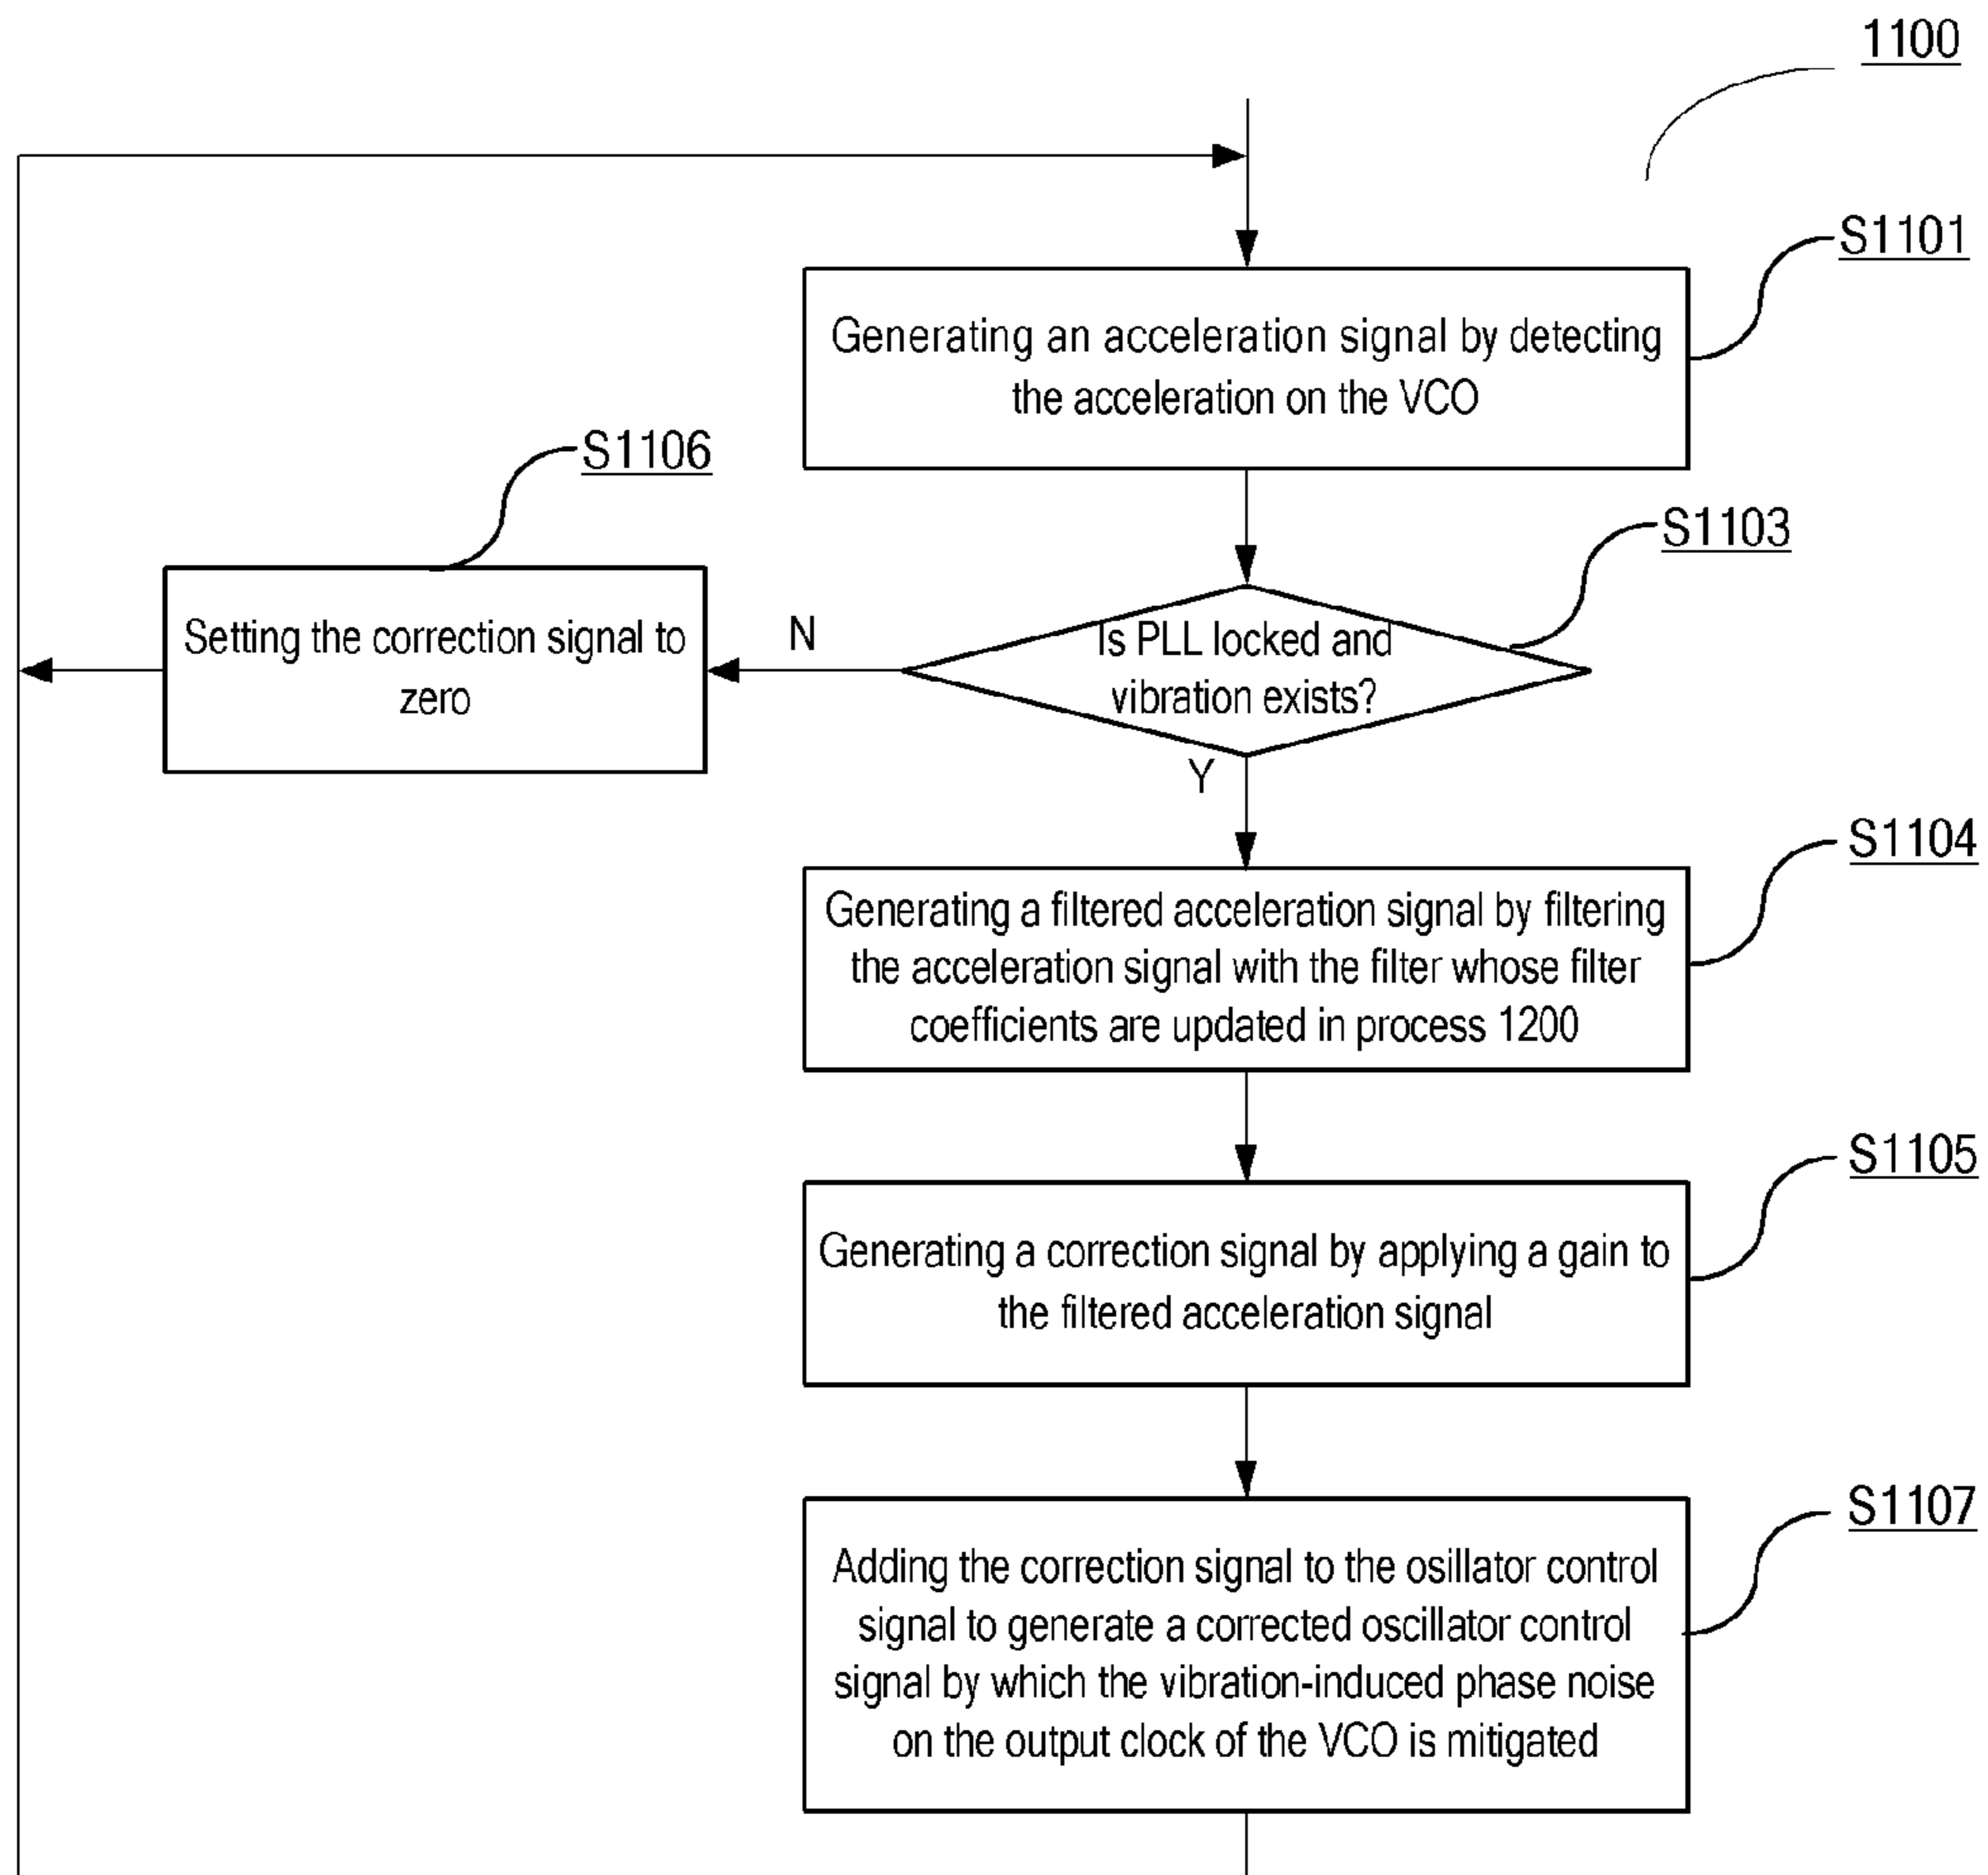 1100
S1101
Generating an acceleration signal by detecting
the acceleration on the VCO
S1106
S1103
Setting the correction signal to
zero
N
Is PLL locked and
vibration exists?
Y
S1104
Generating a filtered acceleration signal by filtering
the acceleration signal with the filter whose filter
coefficients are updated in process 1200
S1105
Generating a correction signal by applying a gain to
the filtered acceleration signal
S1107
Adding the correction signal to the osillator control
signal to generate a corrected oscillator control
signal by which the vibration-induced phase noise
on the output clock of the VCO is mitigated